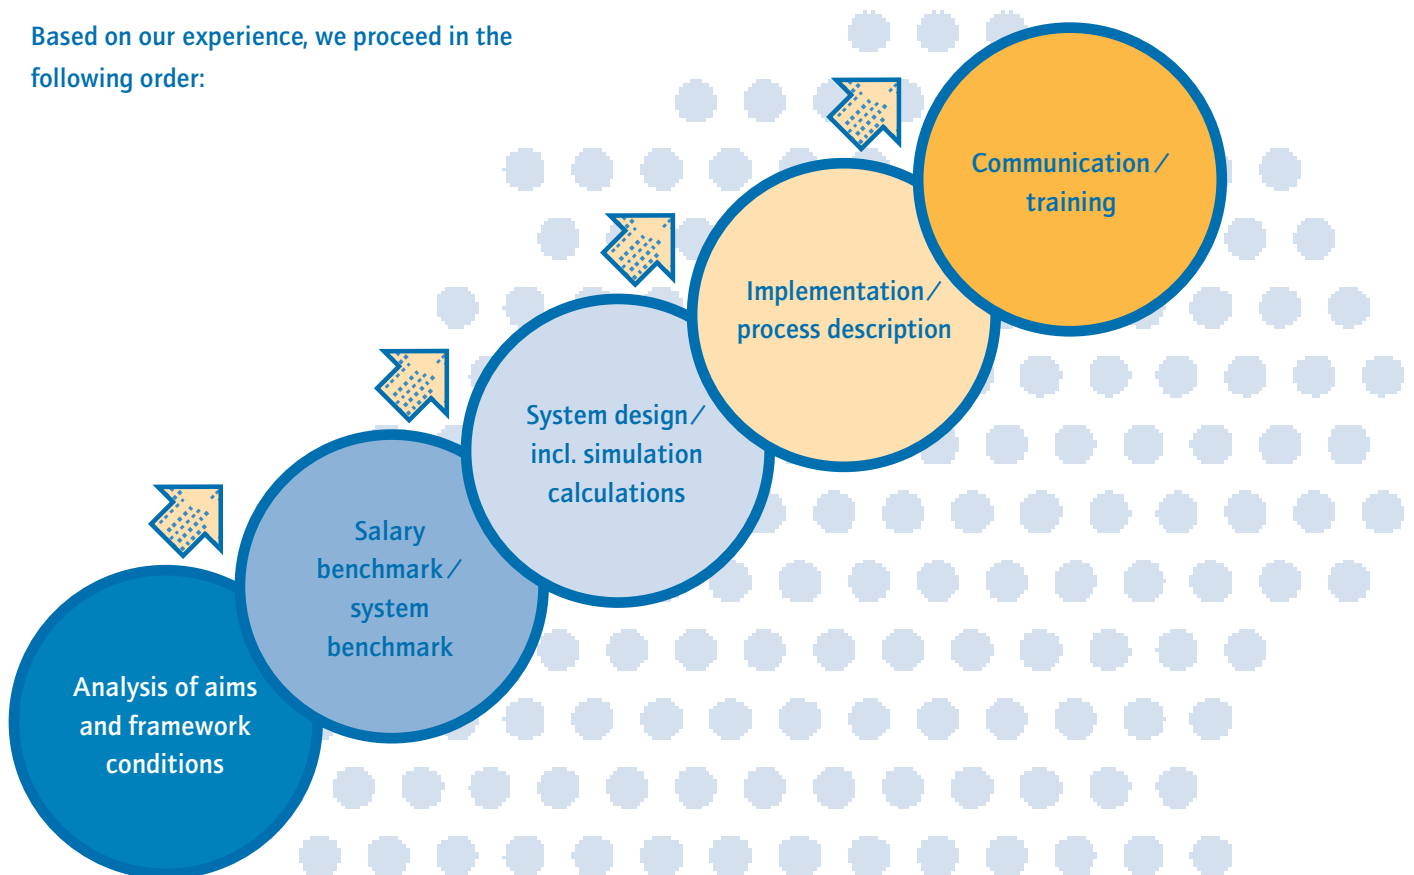 Based on our experience, we proceed in the
following order:
Analysis of aims
and framework
conditions
Salary
benchmark/
system
benchmark
System design/
incl. simulation
calculations
Implementation/
process description
Communication/
training